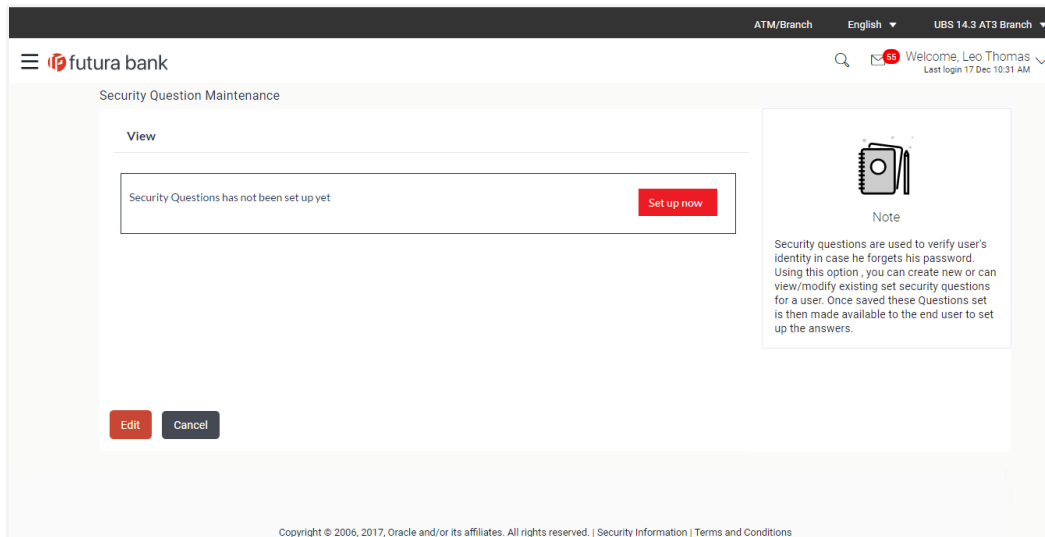 ATM/Branch English UBS 14.3 AT3 Branch
futura bank
55
Welcome, Leo Thomas
Last login 17 Dec 10:31 AM
Security Question Maintenance
View
Security Questions has not been set up yet
Set up now
Note
Security questions are used to verify user's
identity in case he forgets his password.
Using this option , you can create new or can
view/modify existing set security questions
for a user. Once saved these Questions set
is then made available to the end user to set
up the answers.
Edit Cancel
Copyright © 2006, 2017, Oracle and/or its affiliates. All rights reserved. | Security Information | Terms and Conditions